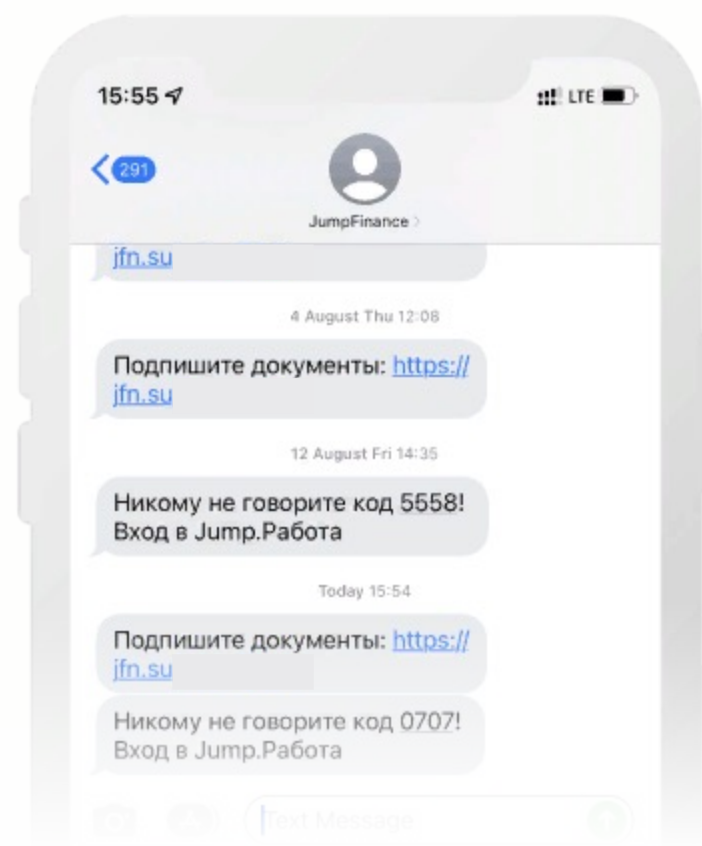 15:55
LTE
291
JumpFinance
jfn.su
4 August Thu 12:08
Подпишите документы: https://
jfn.su
12 August Fri 14:35
Никому не говорите код 5558!
Вход в Jump.Работа
Today 15:54
Подпишите документы: https://
jfn.su
Никому не говорите код 0707!
Вход в Jump.Работа
Text Message